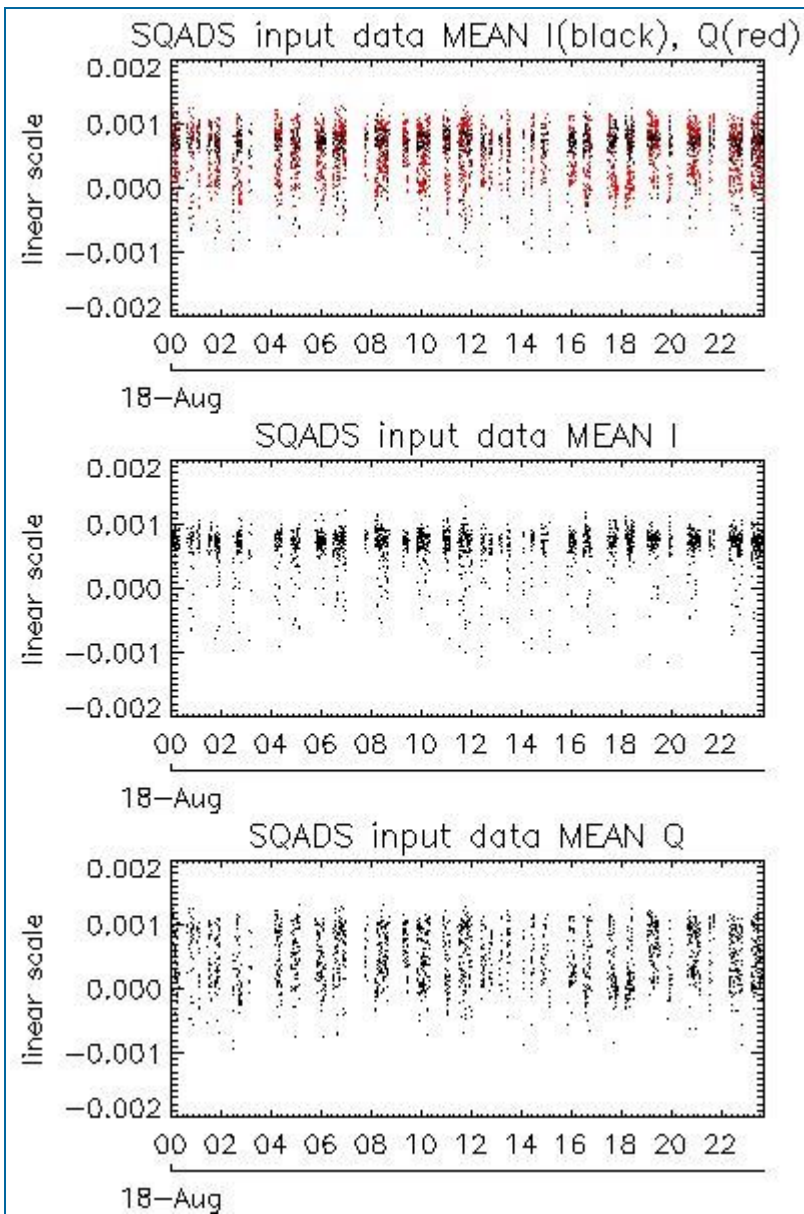 SQADS input data MEAN I(black), Q(red)
0.002
0.001
0.000
-0.001
-0.002
linear scale
00 02 04 06 08 10 12 14 16 18 20 22
18-Aug
SQADS input data MEAN I
0.002
0.001
0.000
-0.001
-0.002
linear scale
00 02 04 06 08 10 12 14 16 18 20 22
18-Aug
SQADS input data MEAN Q
0.002
0.001
0.000
-0.001
-0.002
linear scale
00 02 04 06 08 10 12 14 16 18 20 22
18-Aug